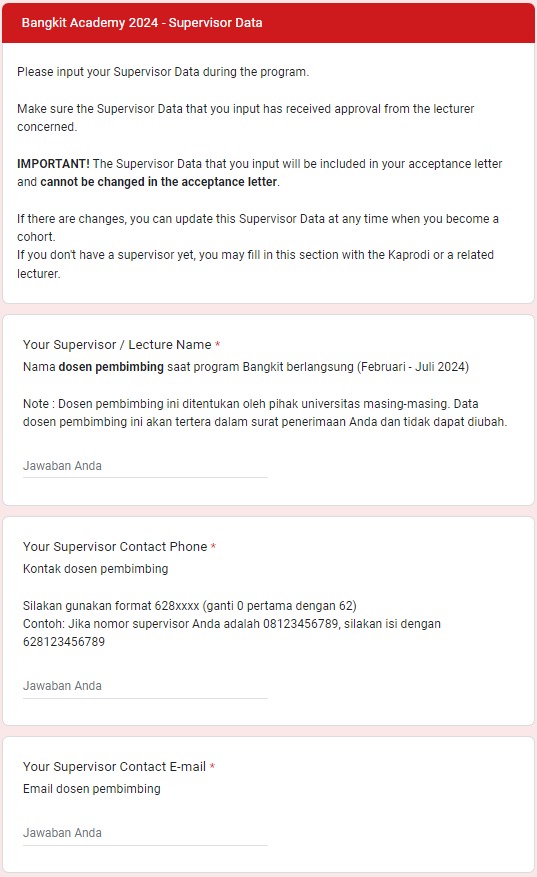 Bangkit Academy 2024 - Supervisor Data
Please input your Supervisor Data during the program.
Make sure the Supervisor Data that you input has received approval from the lecturer
concerned.
IMPORTANT! The Supervisor Data that you input will be included in your acceptance letter
and cannot be changed in the acceptance letter.
If there are changes, you can update this Supervisor Data at any time when you become a
cohort.
If you don't have a supervisor yet, you may fill in this section with the Kaprodi or a related
lecturer.
Your Supervisor / Lecture Name *
Nama dosen pembimbing saat program Bangkit berlangsung (Februari - Juli 2024)
Note : Dosen pembimbing ini ditentukan oleh pihak universitas masing-masing. Data
dosen pembimbing ini akan tertera dalam surat penerimaan Anda dan tidak dapat diubah.
Jawaban Anda
Your Supervisor Contact Phone *
Kontak dosen pembimbing
Silakan gunakan format 628xxxx (ganti 0 pertama dengan 62)
Contoh: Jika nomor supervisor Anda adalah 08123456789, silakan isi dengan
628123456789
Jawaban Anda
Your Supervisor Contact E-mail *
Email dosen pembimbing
Jawaban Anda